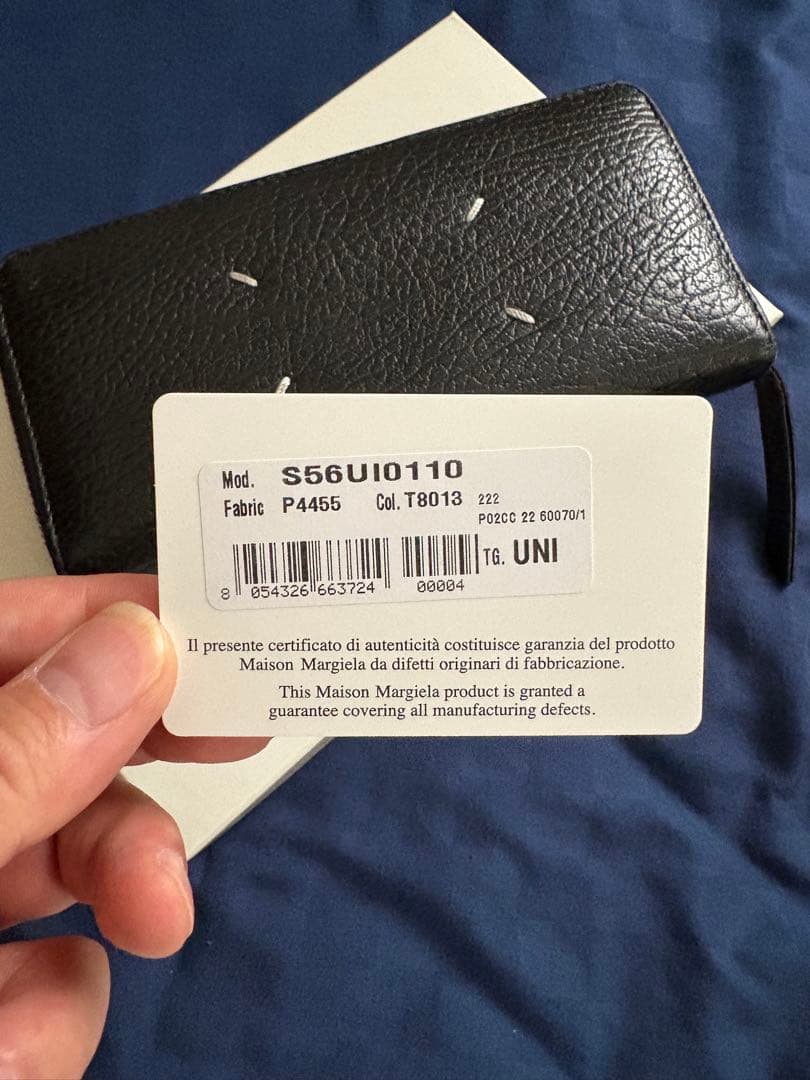 Mod. S56UI0110
Fabric P4455 Col. T8013 222
P02CC 22 60070/1
TG. UNI
8 054326 663724 00004
Il presente certificato di autenticità costituisce garanzia del prodotto
Maison Margiela da difetti originari di fabbricazione.
This Maison Margiela product is granted a
guarantee covering all manufacturing defects.